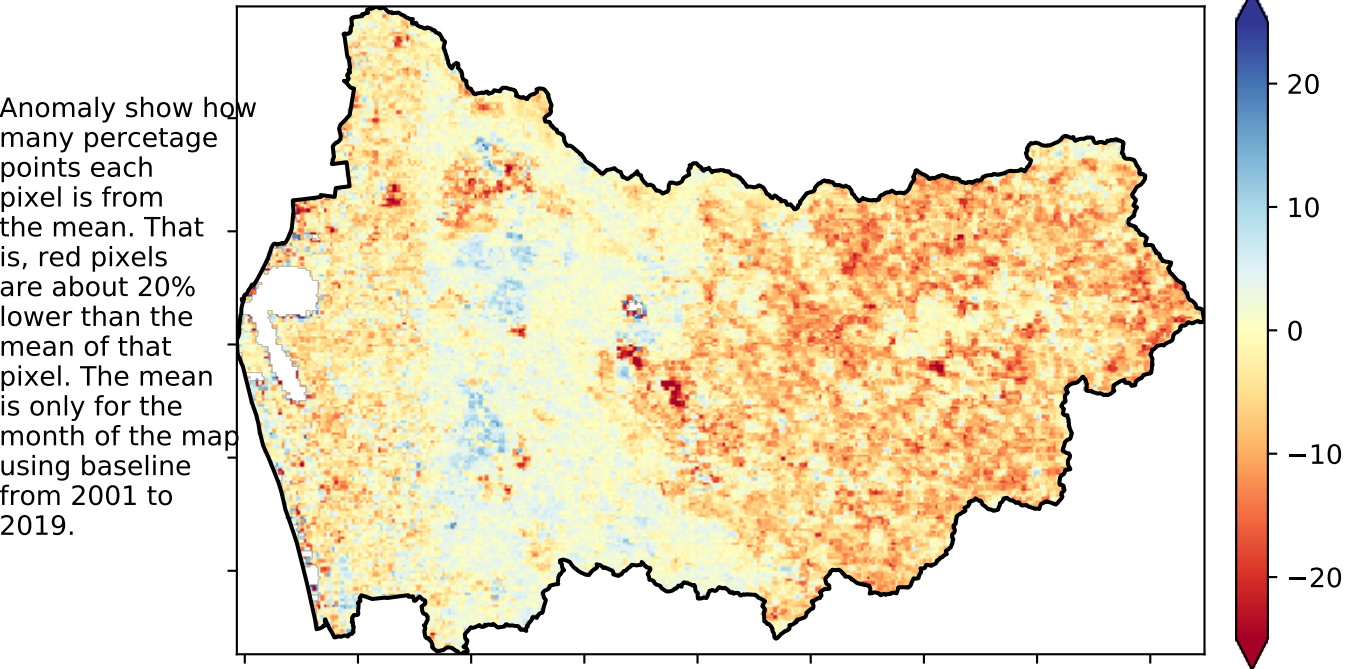 Anomaly show how
many percetage
points each
pixel is from
the mean. That
is, red pixels
are about 20%
lower than the
mean of that
pixel. The mean
is only for the
month of the map
using baseline
from 2001 to
2019.
20
10
0
−10
−20